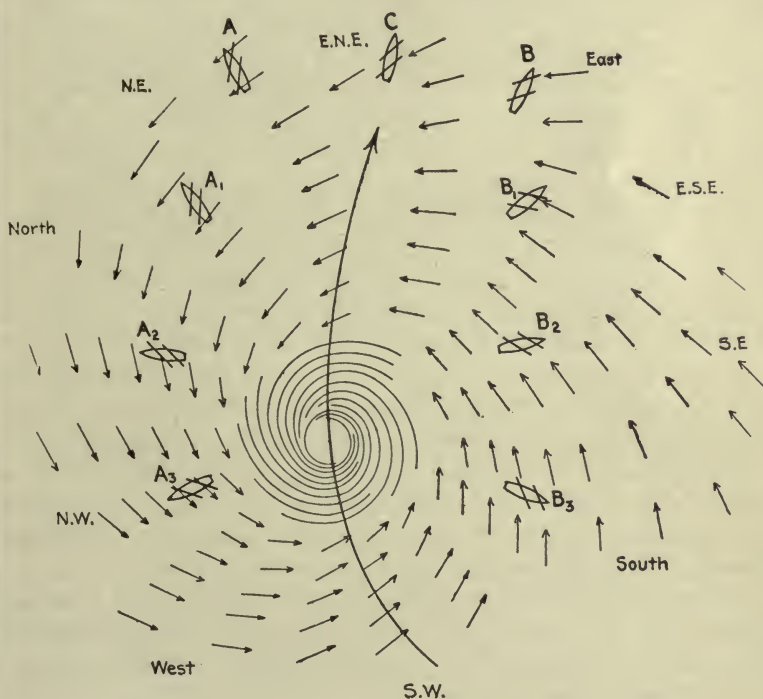 A
E.N.E.
C
B
East
N.E.
A1
B1
E.S.E.
North
A2
B2
S.E
A3
B3
N.W.
South
West
S.W.